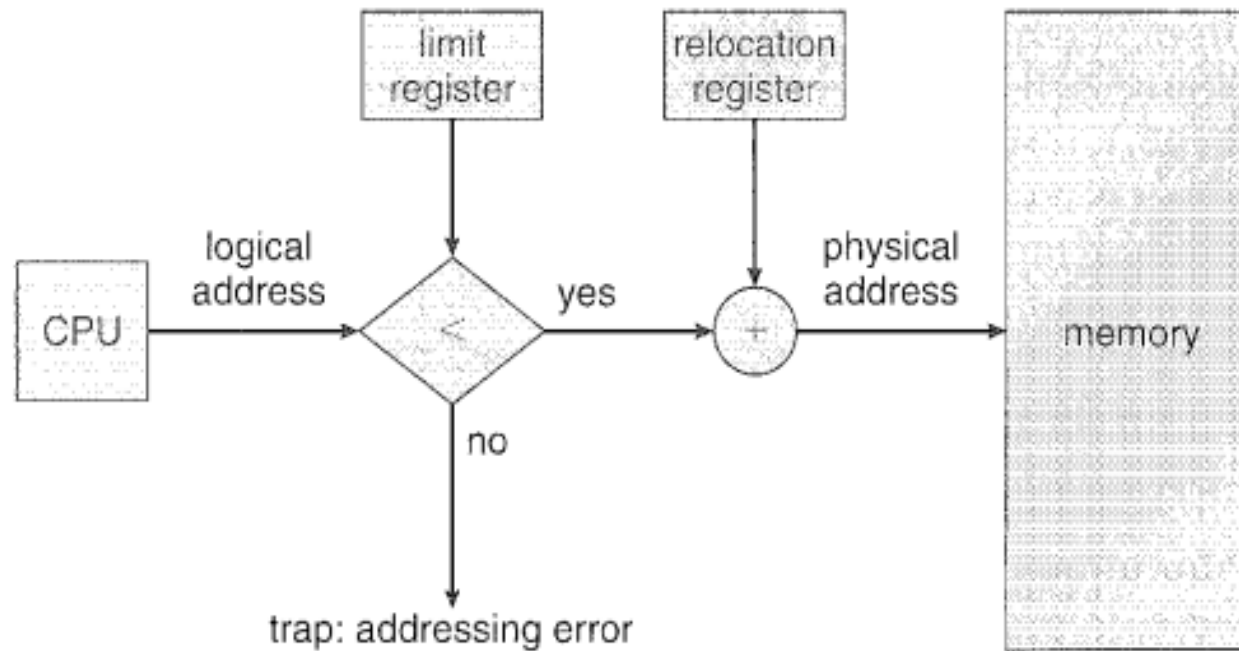 limit
register
relocation
register
logical
address
physical
address
CPU
<
yes
+
memory
no
trap: addressing error